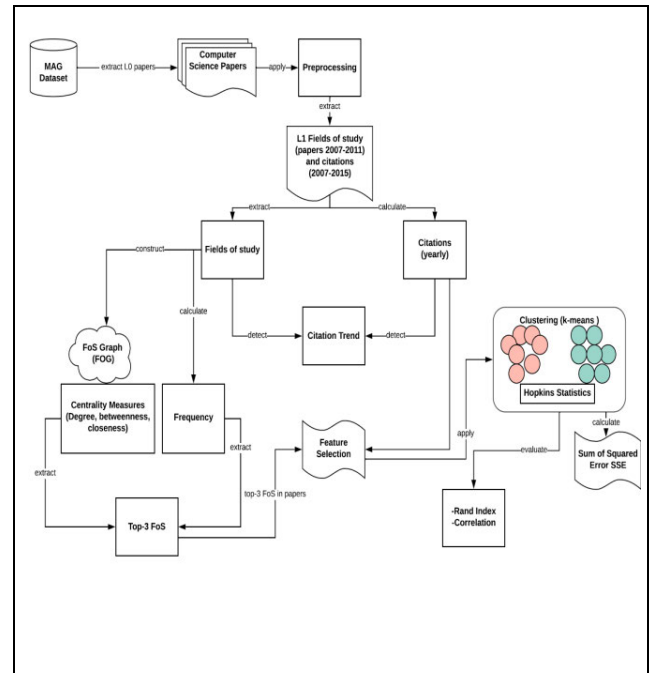 MAG
Dataset
extract L0 papers
Computer
Science Papers
apply
Preprocessing
extract
L1 Fields of study
(papers 2007-2011)
and citations
(2007-2015)
extract
calculate
Fields of study
Citations
(yearly)
construct
calculate
detect
Citation Trend
detect
FoS Graph
(FOG)
Centrality Measures
(Degree, betweenness,
closeness)
Frequency
extract
extract
Top-3 FoS
top-3 FoS in papers
Feature
Selection
apply
Clustering (k-means )
Hopkins Statistics
calculate
Sum of Squared
Error SSE
evaluate
-Rand Index
-Correlation